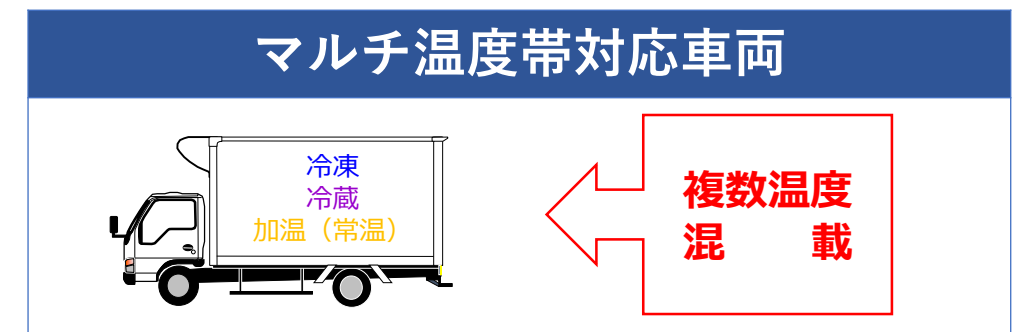 マルチ温度帯対応車両
冷凍
冷蔵
加温（常温）
複数温度
混　　載